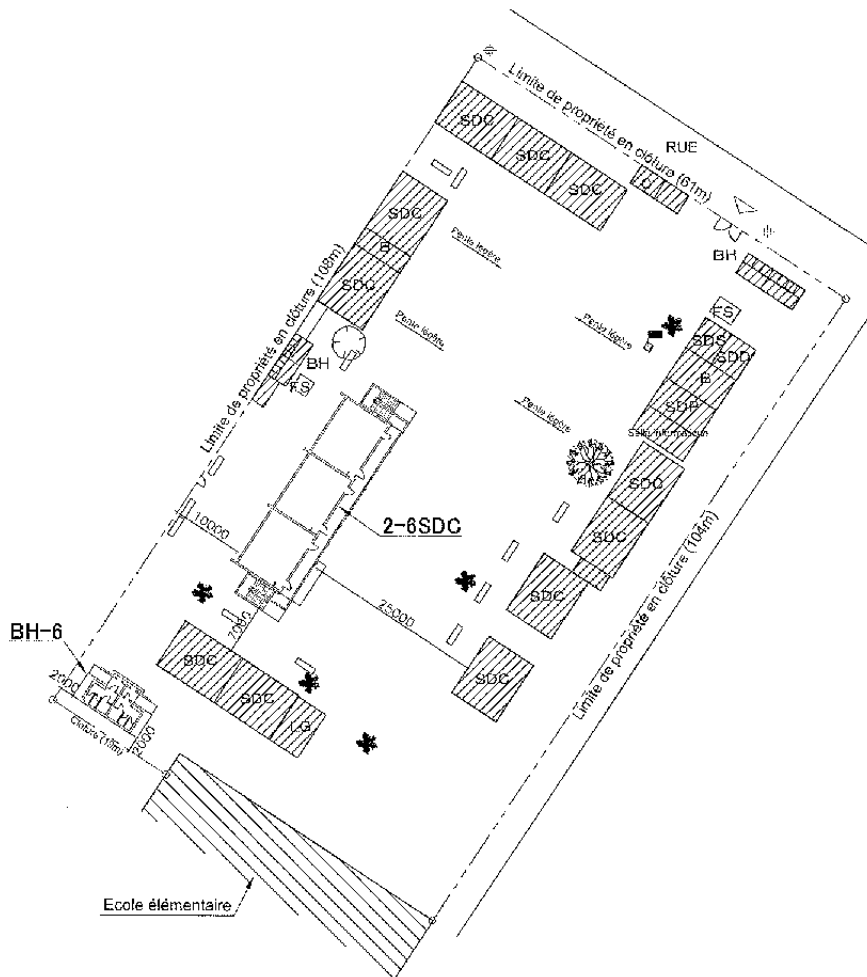 Limite de propriété en clôture (61m)
RUE
SDC
SDC
SDC
G
BH
SDC
B
SDC
Pente légère
Pente légère
Pente légère
Pente légère
Limite de propriété en clôture (108m)
BH
FS
FS
SDS
SDD
B
SDP
Salle informatique
SDC
SDC
2-6SDC
10000
25000
SDC
SDC
Limite de propriété en clôture (104m)
7000
BH-6
2000
2000
SDC
SDC
LG
Ecole élémentaire